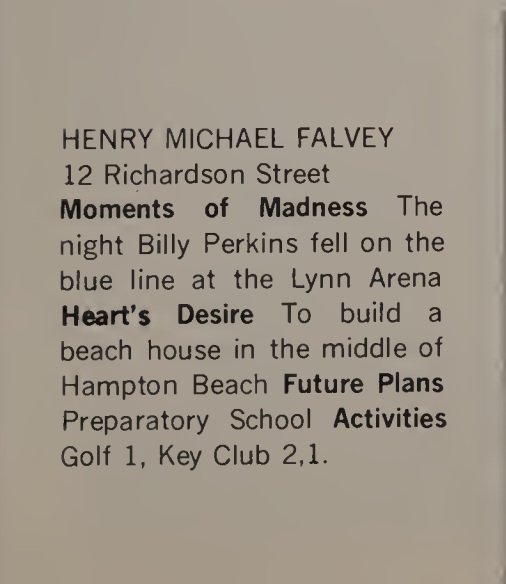 HENRY MICHAEL FALVEY
12 Richardson Street
Moments of Madness The
night Billy Perkins fell on the
blue line at the Lynn Arena
Heart's Desire To build a
beach house in the middle of
Hampton Beach Future Plans
Preparatory School Activities
Golf 1, Key Club 2,1.